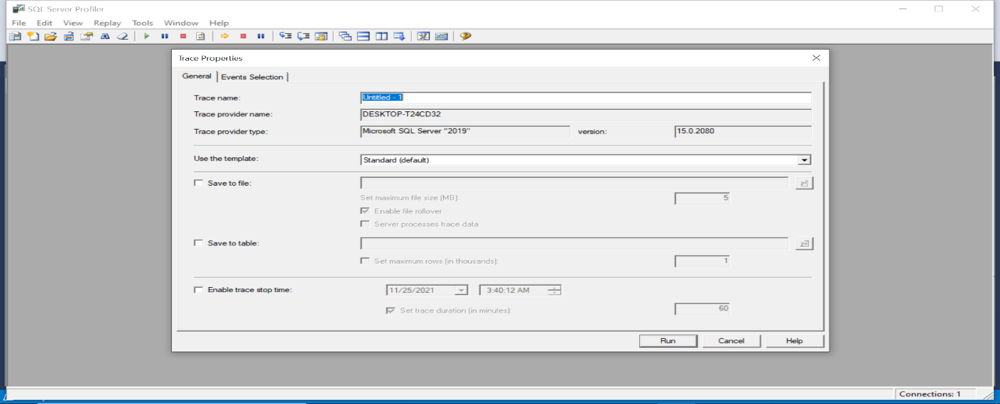 SQL Server Profiler
File Edit View Replay Tools Window Help
Trace Properties
General Events Selection
Trace name: Untitled - 1
Trace provider name: DESKTOP-T24CD32
Trace provider type: Microsoft SQL Server "2019" version: 15.0.2080
Use the template: Standard (default)
Save to file:
Set maximum file size (MB): 5
Enable file rollover
Server processes trace data
Save to table:
Set maximum rows (in thousands): 1
Enable trace stop time: 11/25/2021 3:40:12 AM
Set trace duration (in minutes): 60
Run Cancel Help
Connections: 1